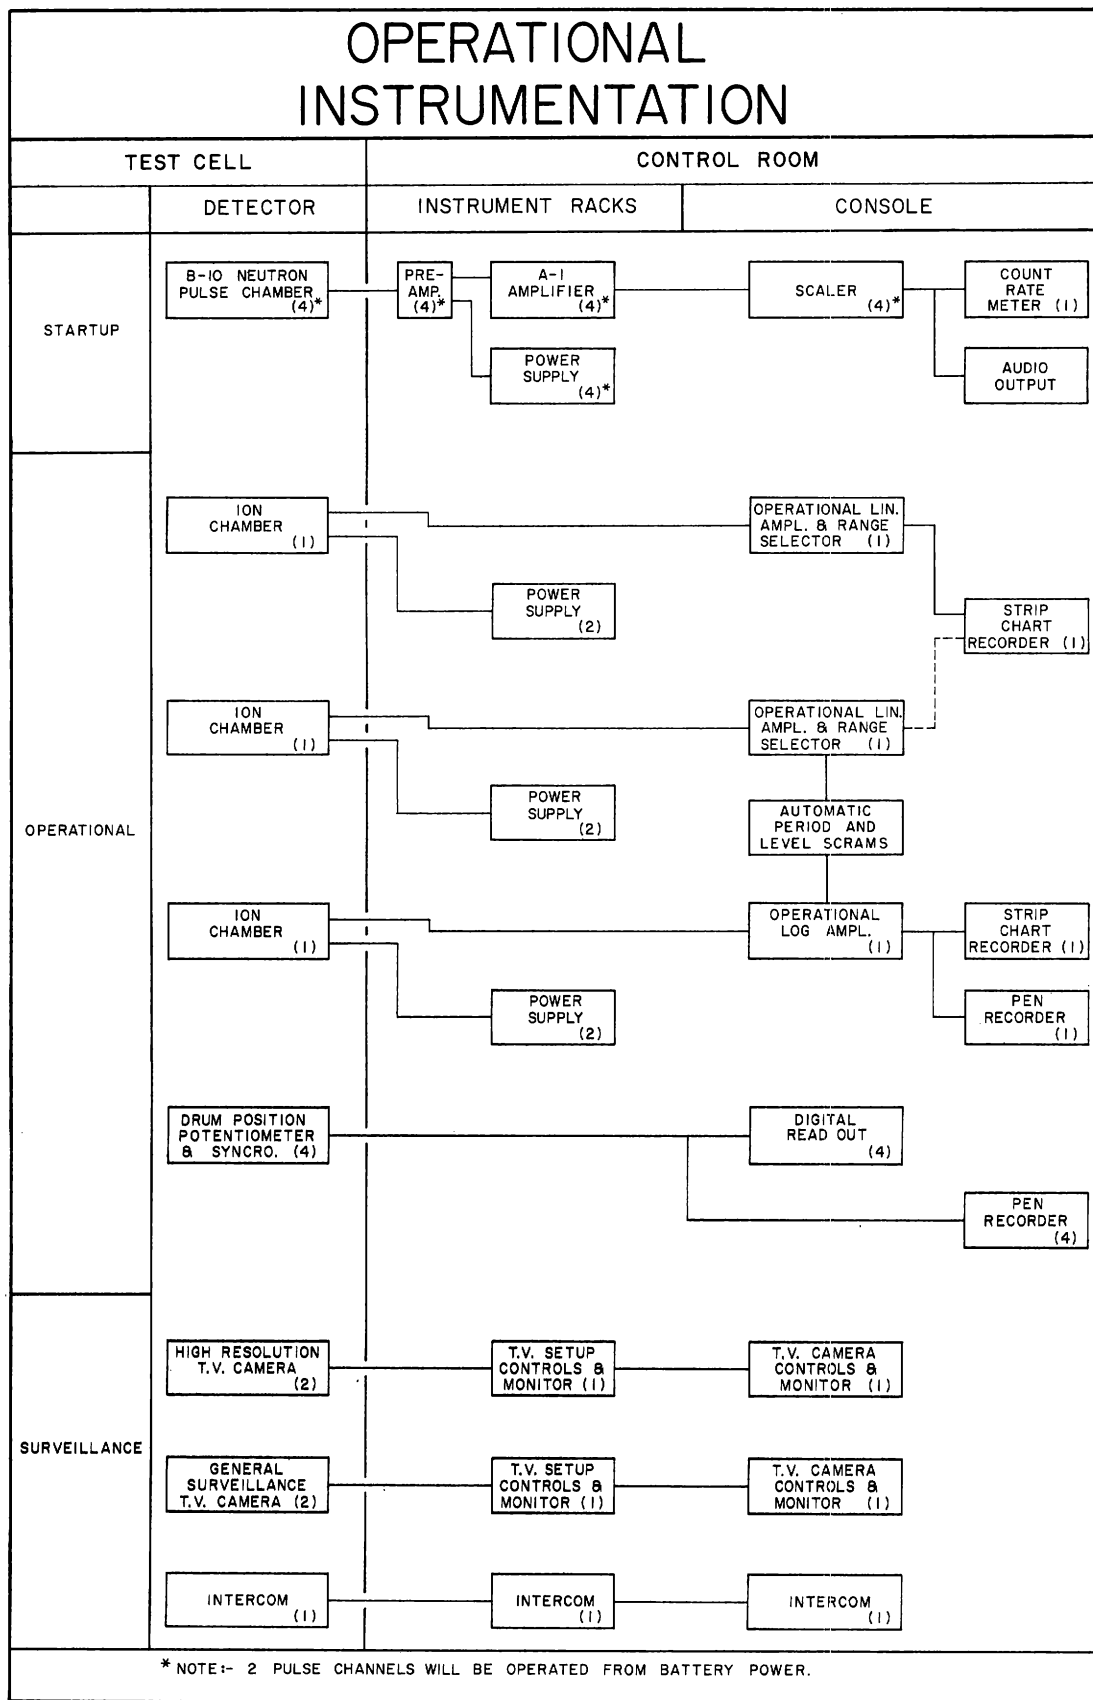 OPERATIONAL
INSTRUMENTATION
TEST CELL
CONTROL ROOM
DETECTOR
INSTRUMENT RACKS
CONSOLE
STARTUP
B-10 NEUTRON
PULSE CHAMBER
(4)*
PRE-
AMP.
(4)*
A-1
AMPLIFIER
(4)*
SCALER
(4)*
COUNT
RATE
METER (1)
POWER
SUPPLY
(4)*
AUDIO
OUTPUT
OPERATIONAL
ION
CHAMBER
(1)
OPERATIONAL LIN.
AMPL. & RANGE
SELECTOR (1)
POWER
SUPPLY
(2)
STRIP
CHART
RECORDER (1)
ION
CHAMBER
(1)
OPERATIONAL LIN.
AMPL. & RANGE
SELECTOR (1)
POWER
SUPPLY
(2)
AUTOMATIC
PERIOD AND
LEVEL SCRAMS
ION
CHAMBER
(1)
OPERATIONAL
LOG AMPL.
(1)
STRIP
CHART
RECORDER (1)
POWER
SUPPLY
(2)
PEN
RECORDER
(1)
DRUM POSITION
POTENTIOMETER
& SYNCRO. (4)
DIGITAL
READ OUT
(4)
PEN
RECORDER
(4)
SURVEILLANCE
HIGH RESOLUTION
T.V. CAMERA
(2)
T.V. SETUP
CONTROLS &
MONITOR (1)
T.V. CAMERA
CONTROLS &
MONITOR (1)
GENERAL
SURVEILLANCE
T.V. CAMERA (2)
T.V. SETUP
CONTROLS &
MONITOR (1)
T.V. CAMERA
CONTROLS &
MONITOR (1)
INTERCOM
(1)
INTERCOM
(1)
INTERCOM
(1)
* NOTE:- 2 PULSE CHANNELS WILL BE OPERATED FROM BATTERY POWER.